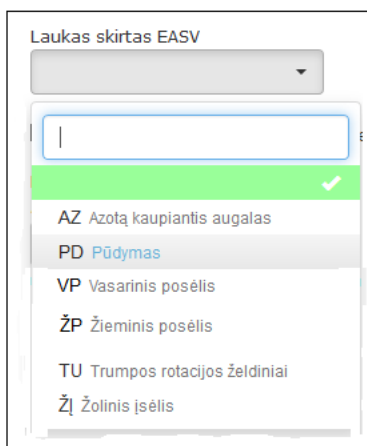 Laukas skirtas EASV
AZ Azotą kaupiantis augalas
PD Pūdymas
VP Vasarinis posėlis
ŽP Žieminis posėlis
TU Trumpos rotacijos želdiniai
ŽĮ Žolinis įsėlis